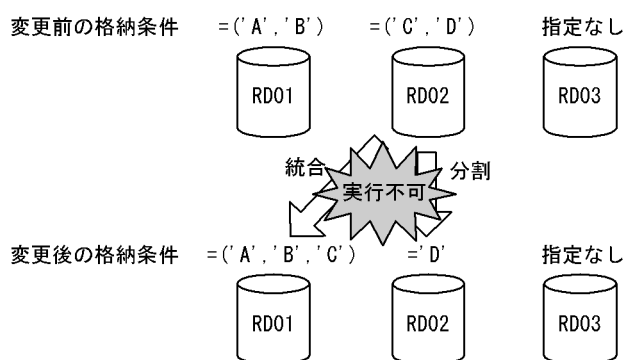 変更前の格納条件 =('A','B') =('C','D') 指定なし
RD01 RD02 RD03
統合 実行不可 分割
変更後の格納条件 =('A','B','C') ='D' 指定なし
RD01 RD02 RD03